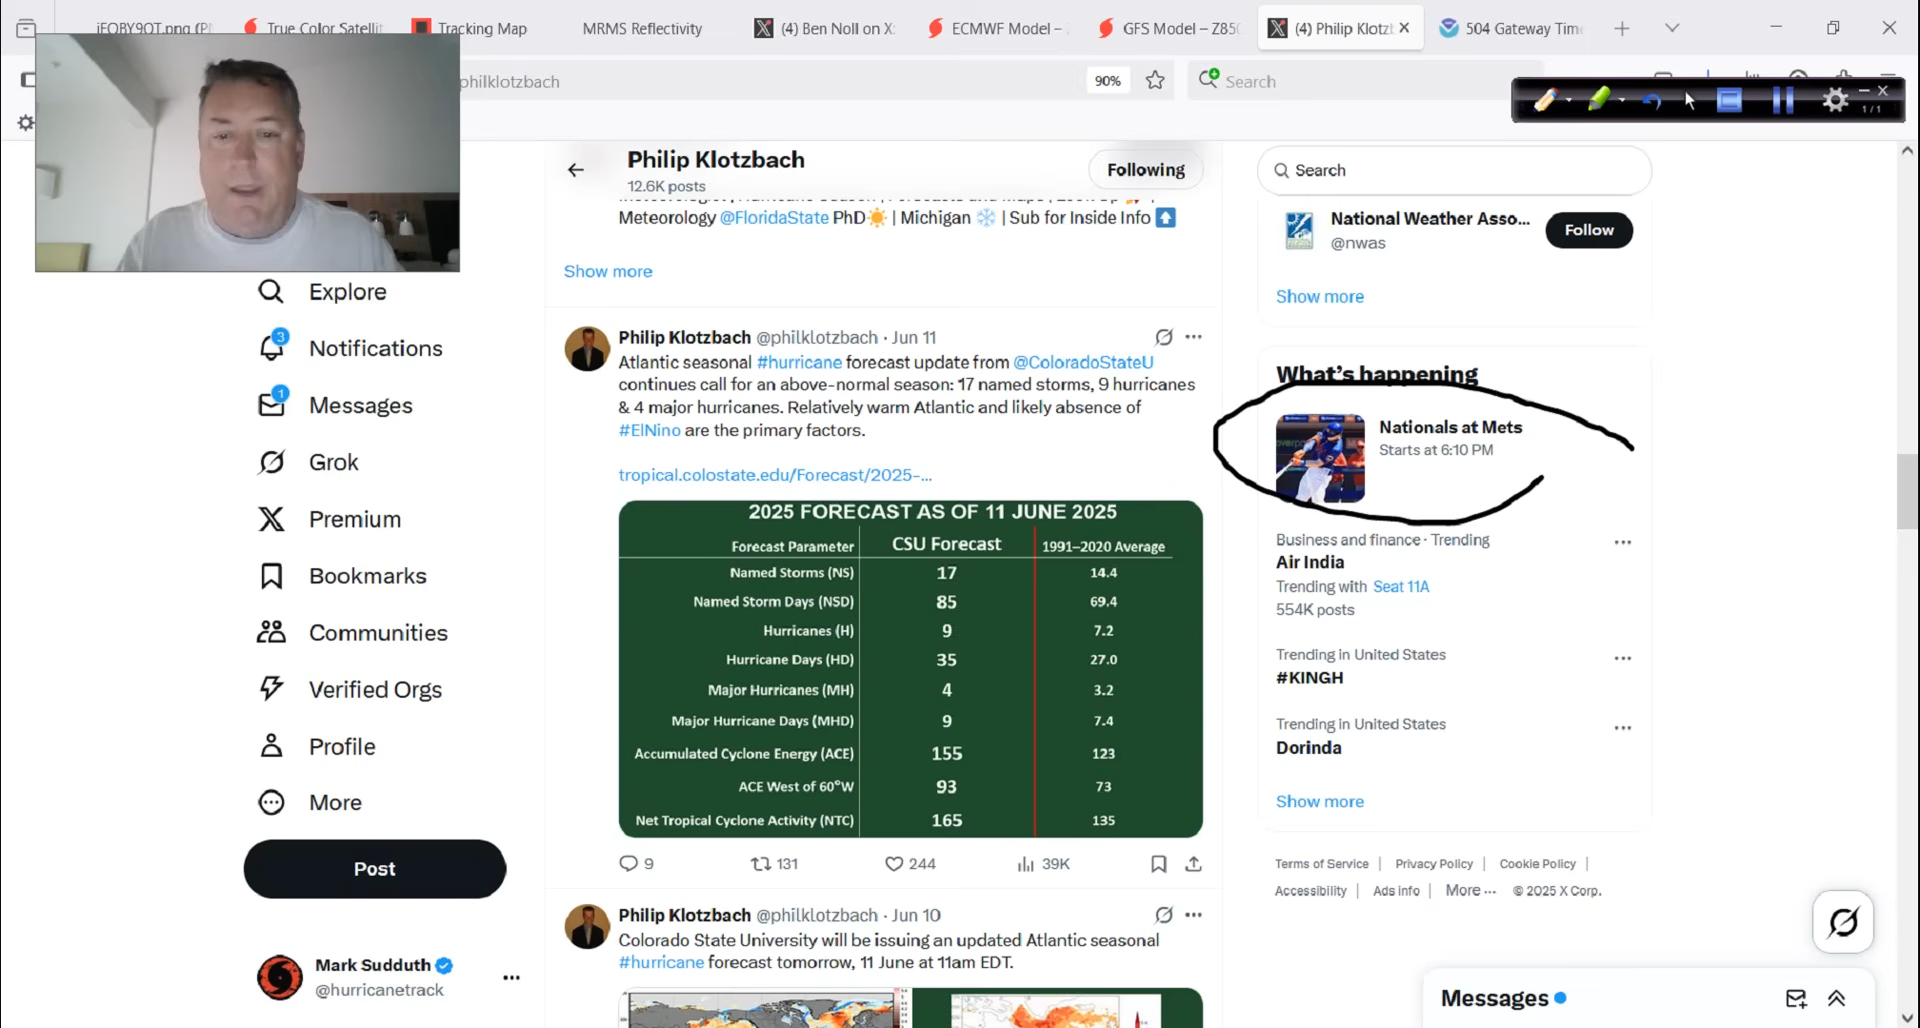 iFQBY9OT.png (P
True Color Satellit
Tracking Map
MRMS Reflectivity
(4) Ben Noll on X:
ECMWF Model –
GFS Model – Z850
(4) Philip Klotzb
504 Gateway Time
philklotzbach
90%
Search
1/1
Philip Klotzbach
12.6K posts
Following
Meteorology @FloridaState PhD☀️ | Michigan ❄️ | Sub for Inside Info ⬆️
Show more
Explore
3
Notifications
1
Messages
Grok
Premium
Bookmarks
Communities
Verified Orgs
Profile
More
Post
Mark Sudduth
@hurricanetrack
Philip Klotzbach @philklotzbach · Jun 11
Atlantic seasonal #hurricane forecast update from @ColoradoStateU
continues call for an above-normal season: 17 named storms, 9 hurricanes
& 4 major hurricanes. Relatively warm Atlantic and likely absence of
#ElNino are the primary factors.
tropical.colostate.edu/Forecast/2025-...
2025 FORECAST AS OF 11 JUNE 2025
Forecast Parameter CSU Forecast 1991–2020 Average
Named Storms (NS) 17 14.4
Named Storm Days (NSD) 85 69.4
Hurricanes (H) 9 7.2
Hurricane Days (HD) 35 27.0
Major Hurricanes (MH) 4 3.2
Major Hurricane Days (MHD) 9 7.4
Accumulated Cyclone Energy (ACE) 155 123
ACE West of 60°W 93 73
Net Tropical Cyclone Activity (NTC) 165 135
9 131 244 39K
Philip Klotzbach @philklotzbach · Jun 10
Colorado State University will be issuing an updated Atlantic seasonal
#hurricane forecast tomorrow, 11 June at 11am EDT.
Search
National Weather Asso...
@nwas
Follow
Show more
What's happening
Nationals at Mets
Starts at 6:10 PM
Business and finance · Trending
Air India
Trending with Seat 11A
554K posts
Trending in United States
#KINGH
Trending in United States
Dorinda
Show more
Terms of Service | Privacy Policy | Cookie Policy |
Accessibility | Ads info | More ··· © 2025 X Corp.
Messages